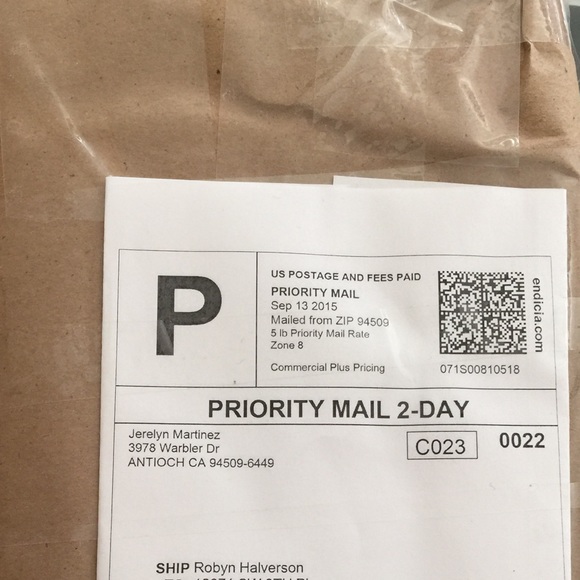 P
US POSTAGE AND FEES PAID
PRIORITY MAIL
Sep 13 2015
Mailed from ZIP 94509
5 lb Priority Mail Rate
Zone 8
Commercial Plus Pricing
071S00810518
endicia.com
PRIORITY MAIL 2-DAY
Jerelyn Martinez
3978 Warbler Dr
ANTIOCH CA 94509-6449
C023
0022
SHIP Robyn Halverson